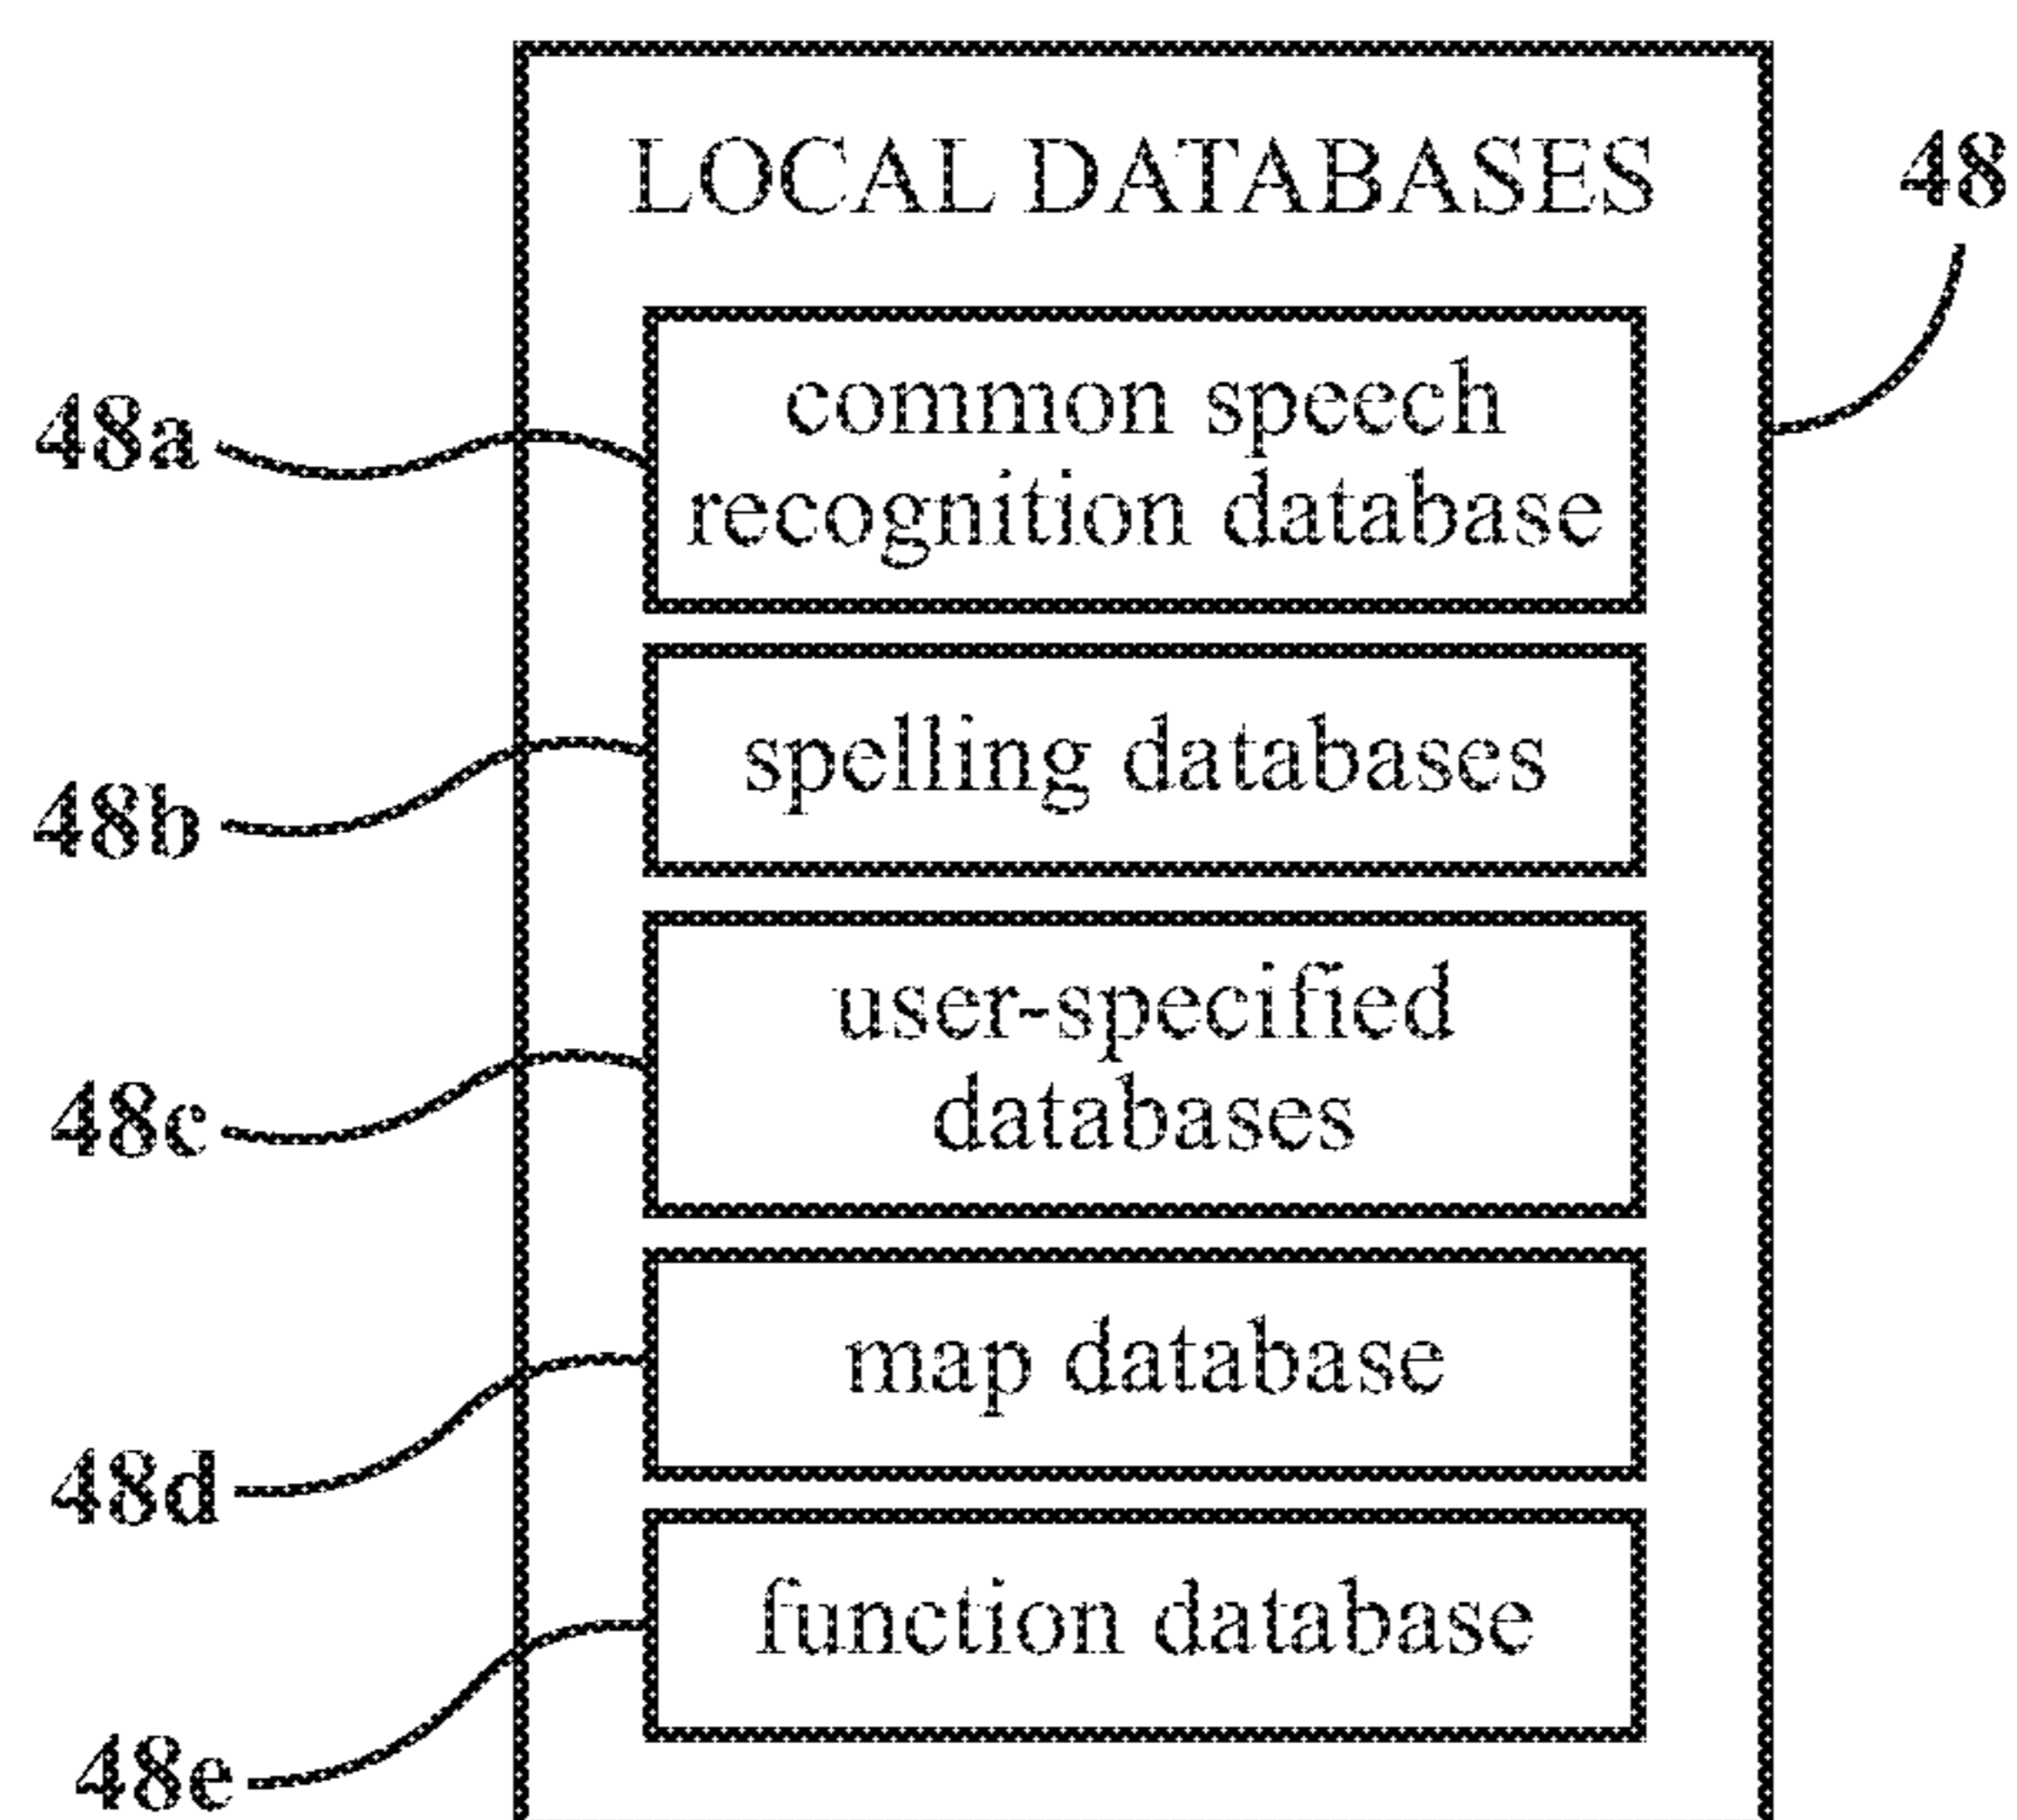 LOCAL DATABASES
48
48a
common speech
recognition database
48b
spelling databases
48c
user-specified
databases
48d
map database
48e
function database